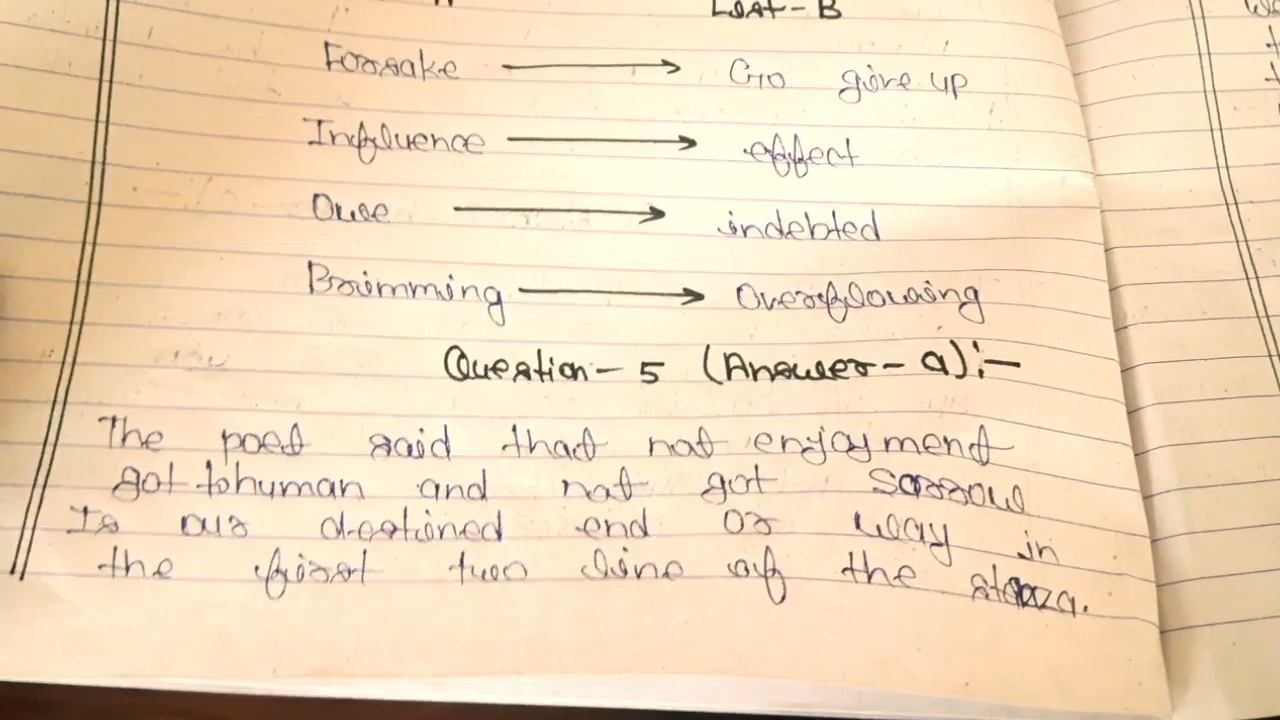 List-B
Forsake → Go give up
Influence → effect
Owe → indebted
Brimming → Overflowing
Question-5 (Answer-a):-
The poet said that not enjoyment
got to human and not got Sorrow
Is our destined end or way in
the first two line of the